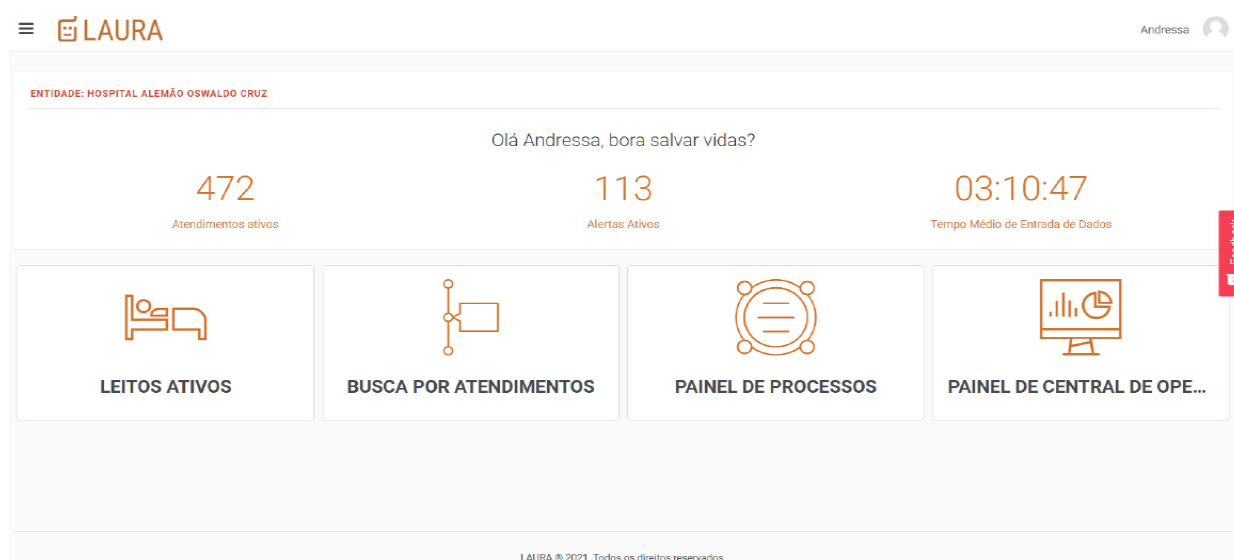 LAURA
Andressa
ENTIDADE: HOSPITAL ALEMÃO OSWALDO CRUZ
Olá Andressa, bora salvar vidas?
472
113
03:10:47
Atendimentos ativos
Alertas Ativos
Tempo Médio de Entrada de Dados
LEITOS ATIVOS
BUSCA POR ATENDIMENTOS
PAINEL DE PROCESSOS
PAINEL DE CENTRAL DE OPE...
LAURA ® 2021. Todos os direitos reservados